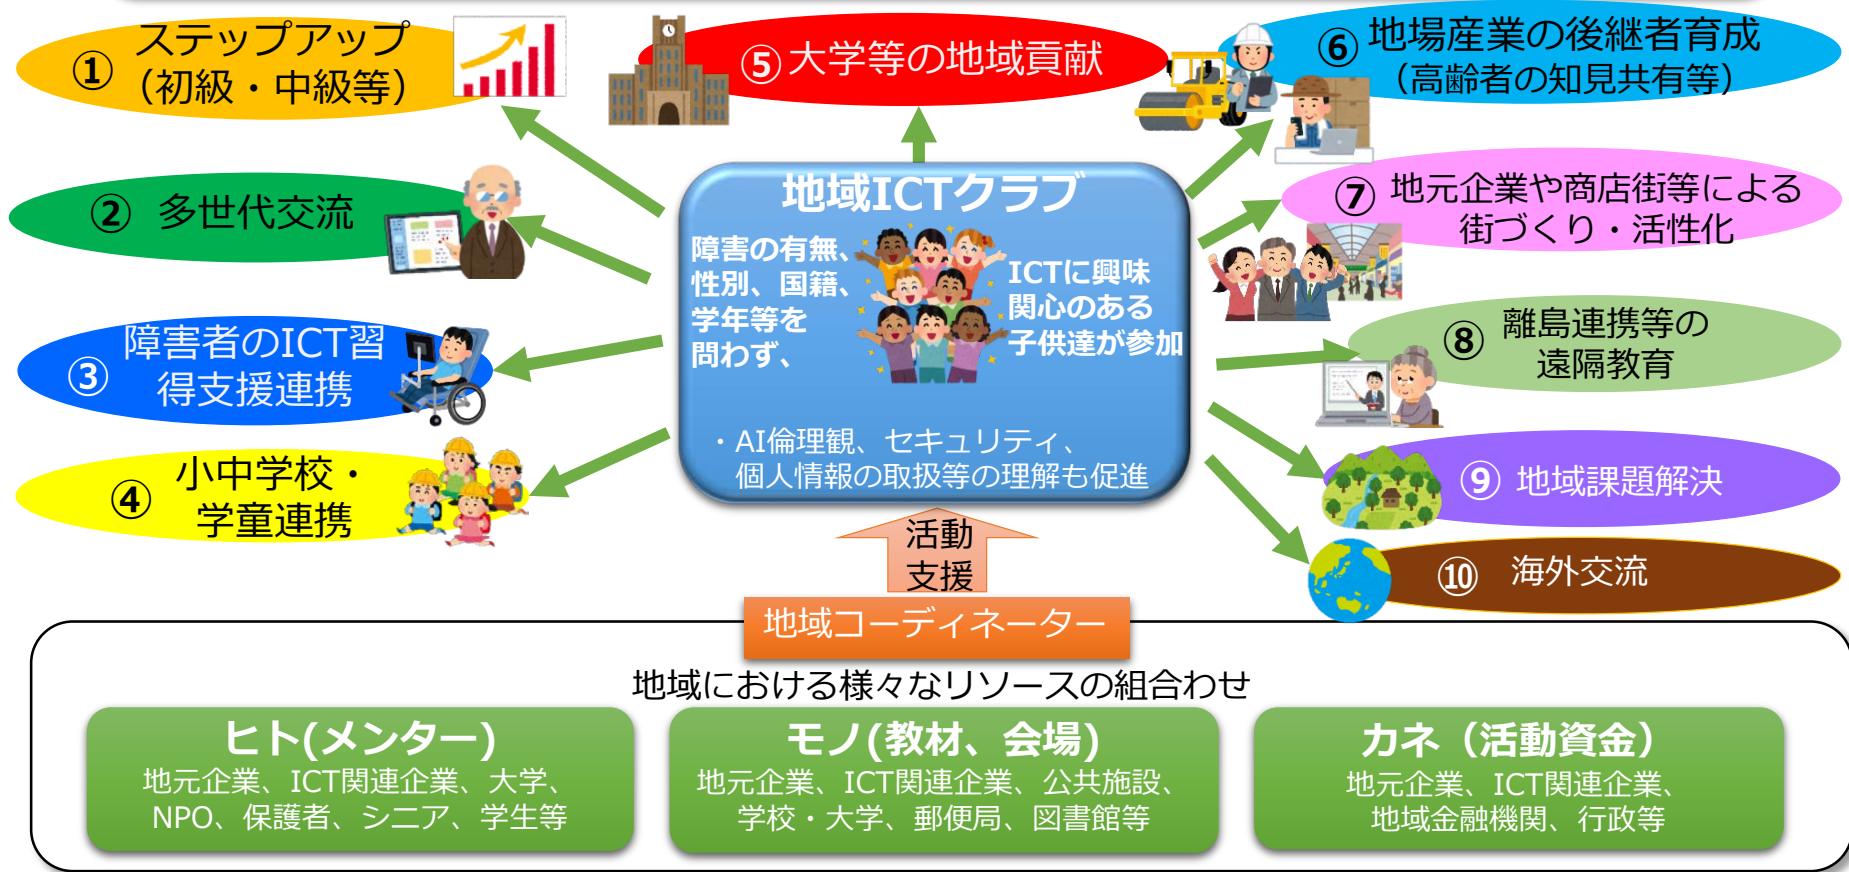 ① ステップアップ
（初級・中級等）
⑤ 大学等の地域貢献
⑥ 地場産業の後継者育成
（高齢者の知見共有等）
② 多世代交流
⑦ 地元企業や商店街等による
街づくり・活性化
③ 障害者のICT習
得支援連携
⑧ 離島連携等の
遠隔教育
④ 小中学校・
学童連携
⑨ 地域課題解決
⑩ 海外交流
地域ICTクラブ
障害の有無、
性別、国籍、
学年等を
問わず、
ICTに興味
関心のある
子供達が参加
・AI倫理観、セキュリティ、
個人情報の取扱等の理解も促進
活動
支援
地域コーディネーター
地域における様々なリソースの組合わせ
ヒト(メンター)
地元企業、ICT関連企業、大学、
NPO、保護者、シニア、学生等
モノ(教材、会場)
地元企業、ICT関連企業、公共施設、
学校・大学、郵便局、図書館等
カネ（活動資金）
地元企業、ICT関連企業、
地域金融機関、行政等